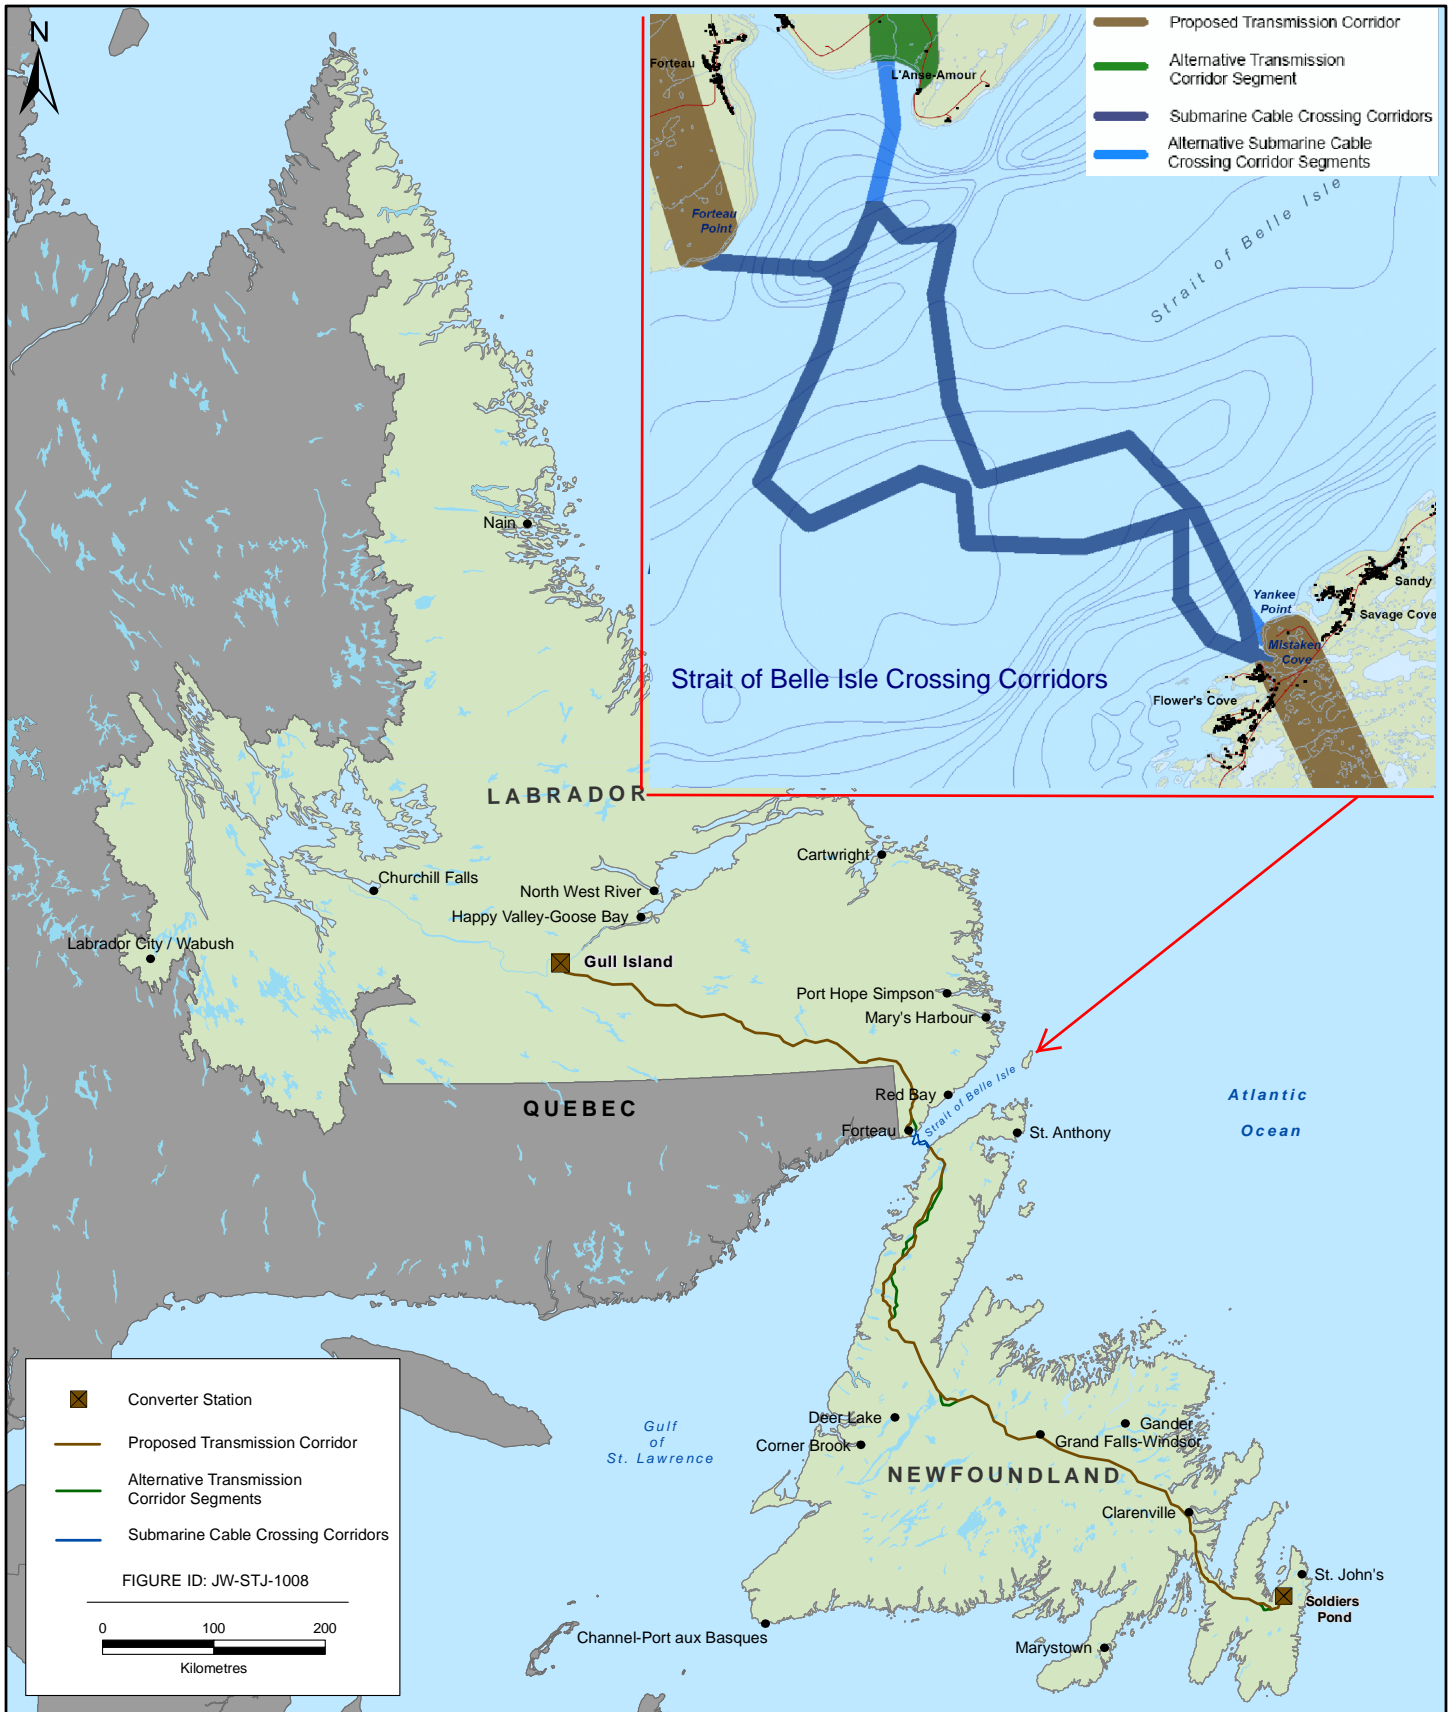 N
Proposed Transmission Corridor
Alternative Transmission
Corridor Segment
Submarine Cable Crossing Corridors
Alternative Submarine Cable
Crossing Corridor Segments
Forteau
L'Anse-Amour
Forteau
Point
Strait of Belle Isle
Yankee
Point
Sandy
Savage Cove
Mistaken
Cove
Flower's Cove
Strait of Belle Isle Crossing Corridors
Nain
LABRADOR
Cartwright
Churchill Falls
North West River
Happy Valley-Goose Bay
Labrador City / Wabush
Gull Island
Port Hope Simpson
Mary's Harbour
Red Bay
Strait of Belle Isle
QUEBEC
Forteau
St. Anthony
Atlantic
Ocean
Deer Lake
Corner Brook
Gander
Grand Falls-Windsor
NEWFOUNDLAND
Gulf
of
St. Lawrence
Clarenville
St. John's
Soldiers
Pond
Channel-Port aux Basques
Marystown
Converter Station
Proposed Transmission Corridor
Alternative Transmission
Corridor Segments
Submarine Cable Crossing Corridors
FIGURE ID: JW-STJ-1008
0 100 200
Kilometres